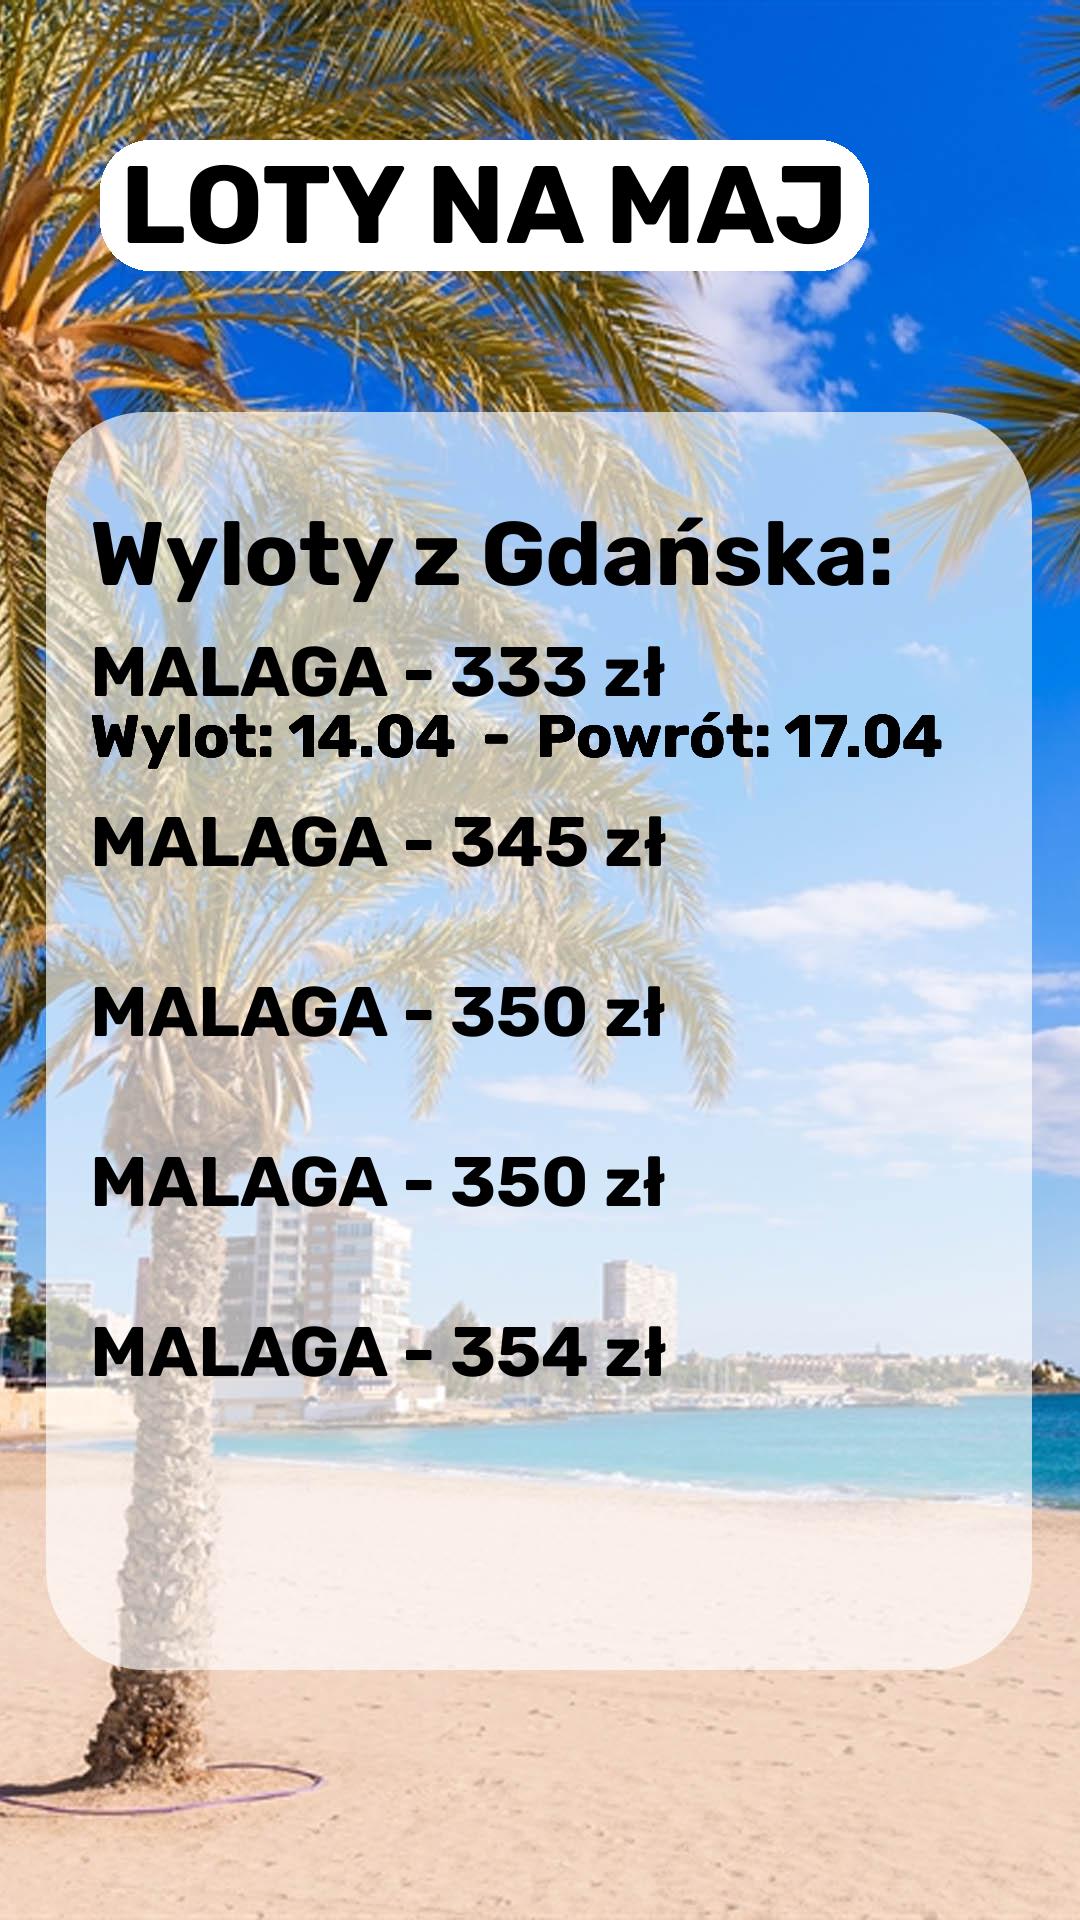 LOTY NA MAJ
Wyloty z Gdańska:
MALAGA - 333 zł
Wylot: 14.04 - Powrót: 17.04
MALAGA - 345 zł
MALAGA - 350 zł
MALAGA - 350 zł
MALAGA - 354 zł